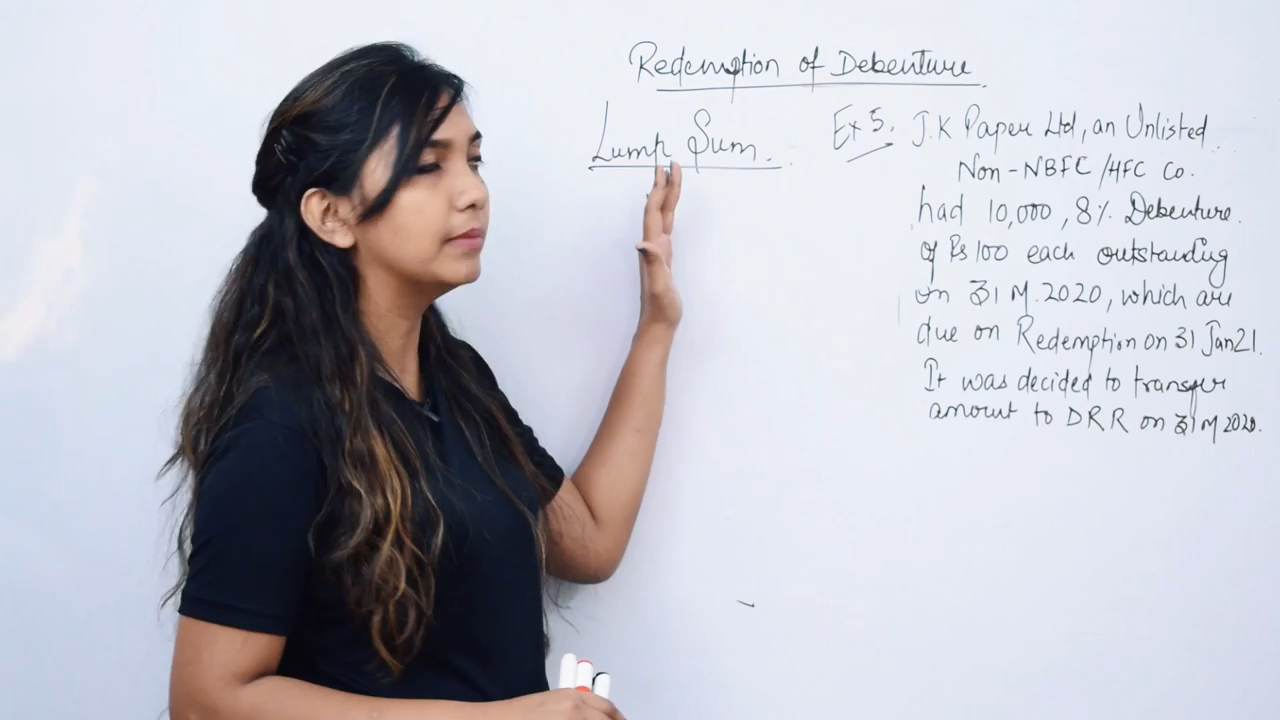 Redemption of Debenture
Lump Sum.
Ex 5. J.K Paper Ltd, an Unlisted
Non-NBFC/HFC Co.
had 10,000, 8% Debenture.
of Rs 100 each outstanding
on 31 M. 2020, which are
due on Redemption on 31 Jan 21.
It was decided to transfer
amount to DRR on 31 M 2020.